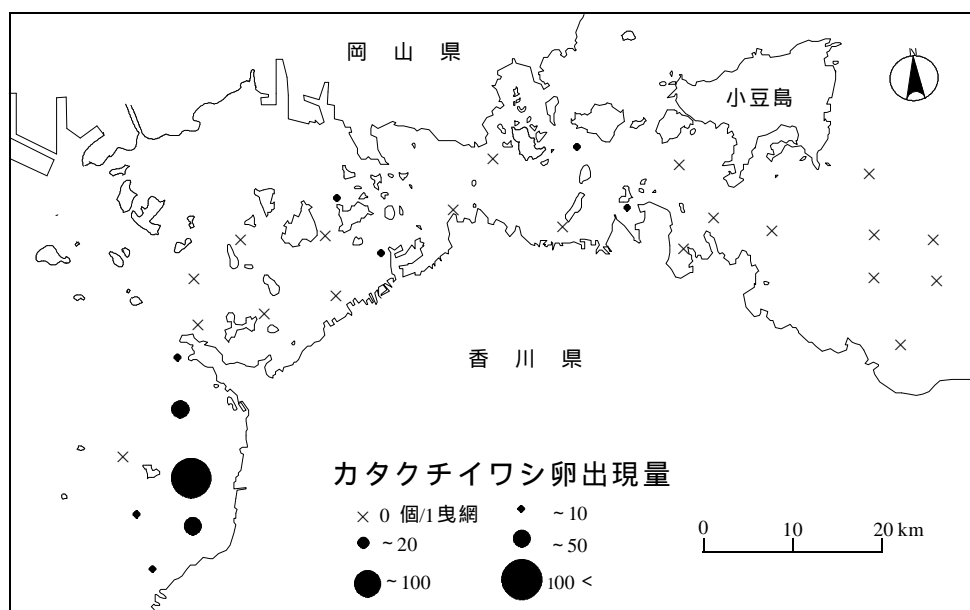 岡 山 県
小豆島
N
香 川 県
カタクチイワシ卵出現量
× 0 個/1曳網
~10
~20
~50
~100
100 <
0 10 20 km